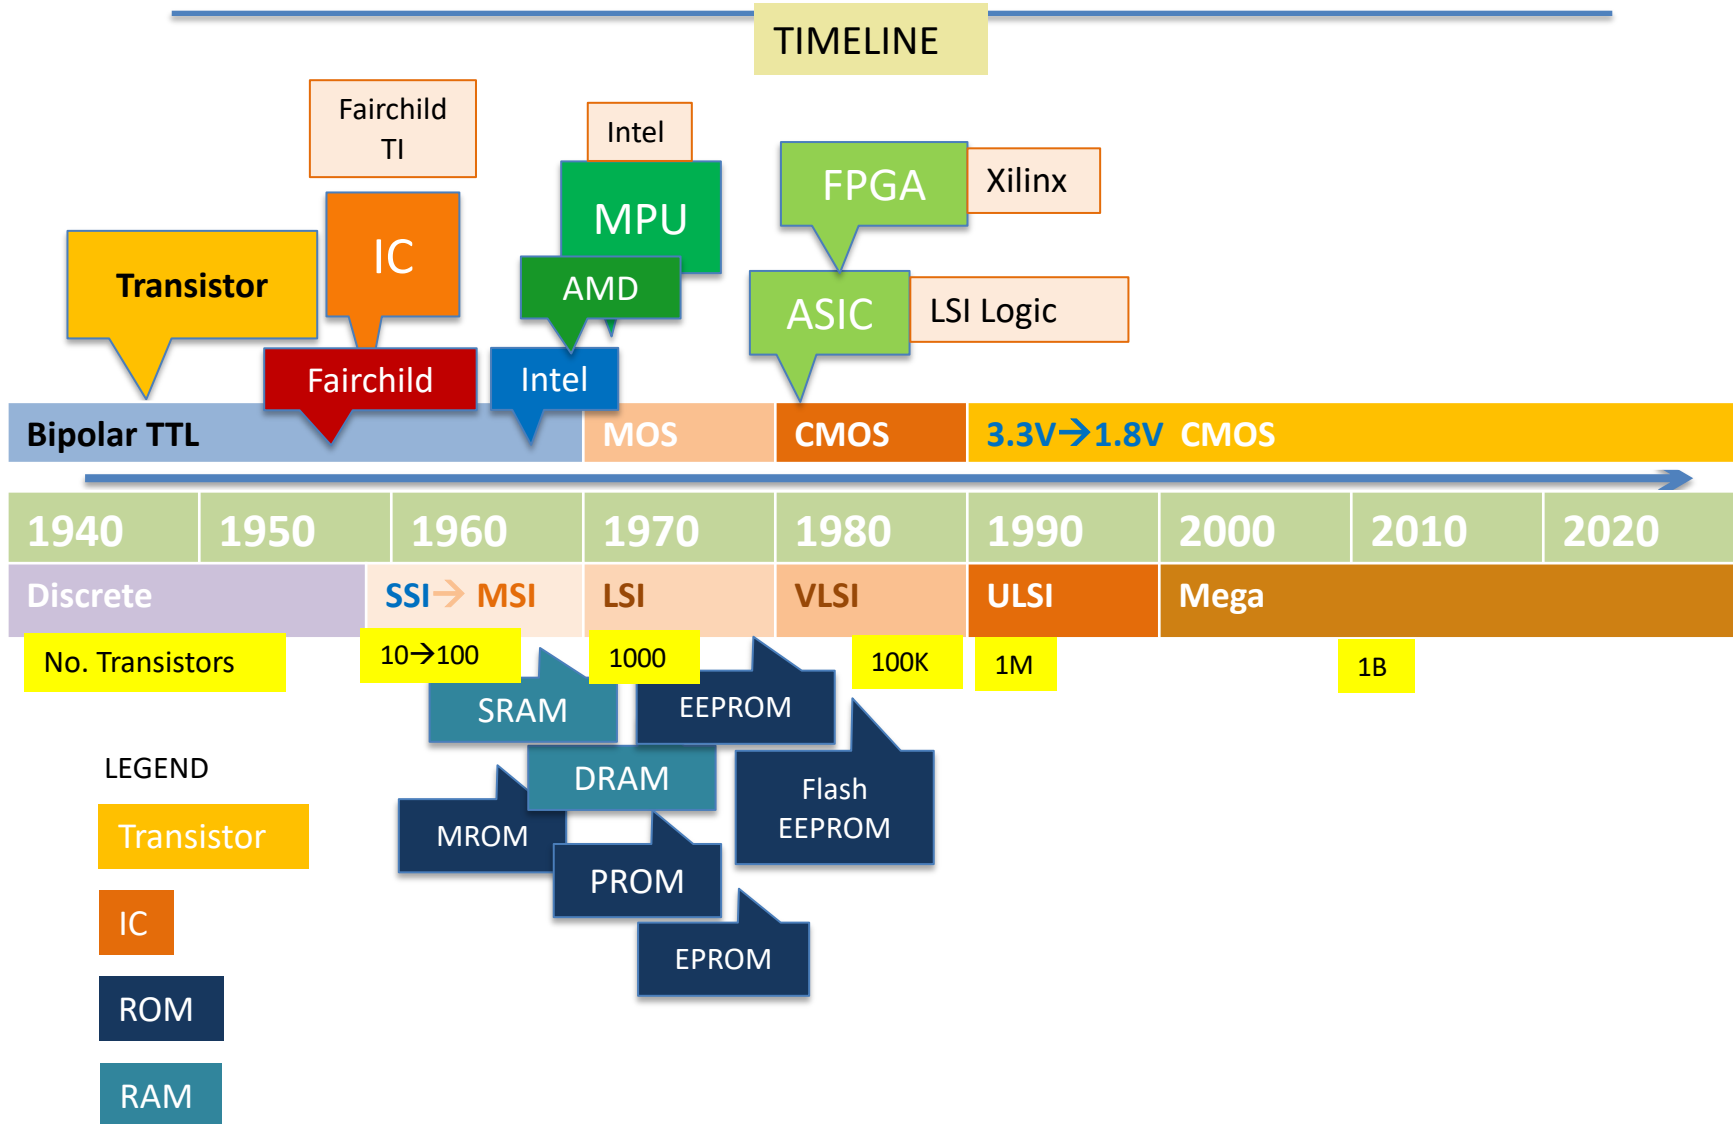 TIMELINE
Fairchild
TI
Intel
FPGA
Xilinx
MPU
IC
Transistor
AMD
ASIC
LSI Logic
Fairchild
Intel
Bipolar TTL
MOS
CMOS
3.3V→1.8V CMOS
1940 1950 1960 1970 1980 1990 2000 2010 2020
Discrete
SSI→ MSI
LSI
VLSI
ULSI
Mega
No. Transistors
10→100
1000
100K
1M
1B
SRAM
EEPROM
DRAM
Flash
EEPROM
MROM
PROM
EPROM
LEGEND
Transistor
IC
ROM
RAM